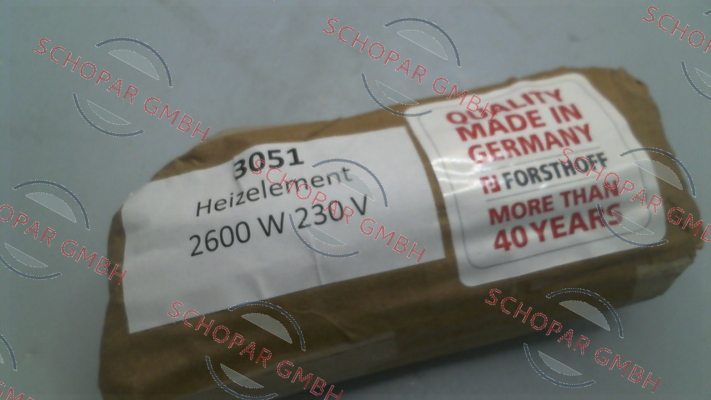 3051
Heizelement
2600 W 230 V
QUALITY
MADE IN
GERMANY
FORSTHOFF
MORE THAN
40 YEARS
SCHOPAR GMBH
SCHOPAR GMBH
SCHOPAR GMBH
SCHOPAR GMBH
SCHOPAR GMBH
SCHOPAR GMBH
SCHOPAR GMBH